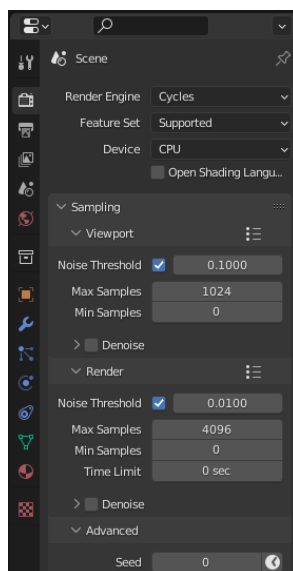 Scene
Render Engine Cycles
Feature Set Supported
Device CPU
Open Shading Langu...
Sampling
Viewport
Noise Threshold 0.1000
Max Samples 1024
Min Samples 0
Denoise
Render
Noise Threshold 0.0100
Max Samples 4096
Min Samples 0
Time Limit 0 sec
Denoise
Advanced
Seed 0